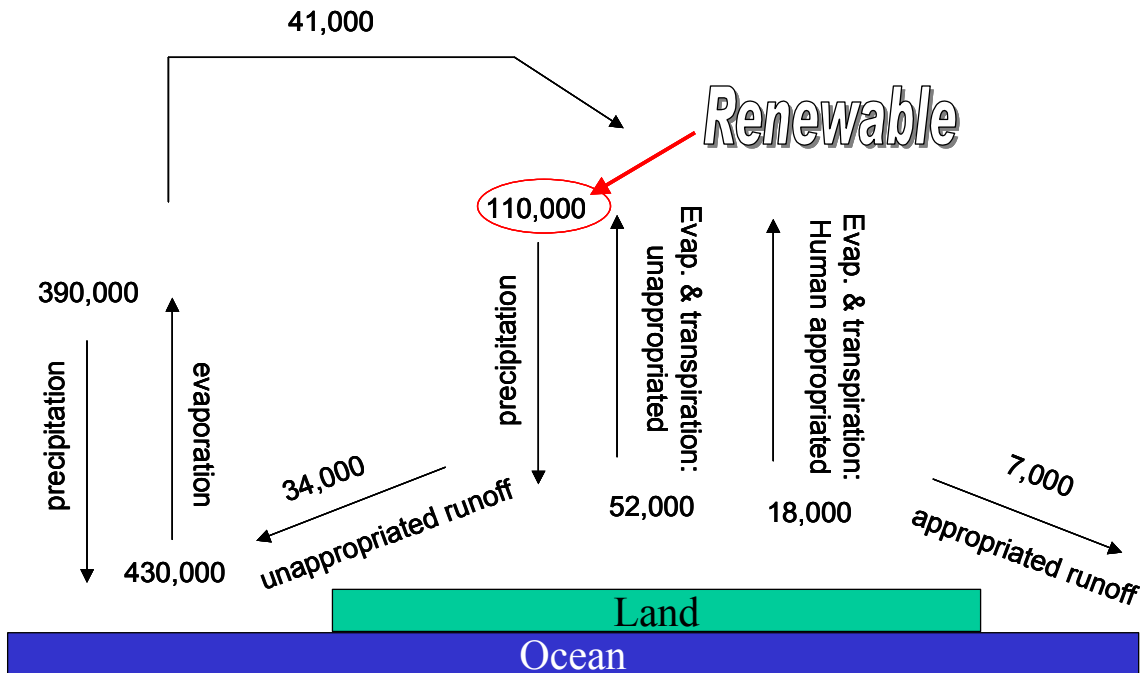 41,000
Renewable
110,000
390,000
precipitation
evaporation
430,000
34,000
unappropriated runoff
precipitation
Evap. & transpiration:
unappropriated
52,000
Evap. & transpiration:
Human appropriated
18,000
7,000
appropriated runoff
Land
Ocean